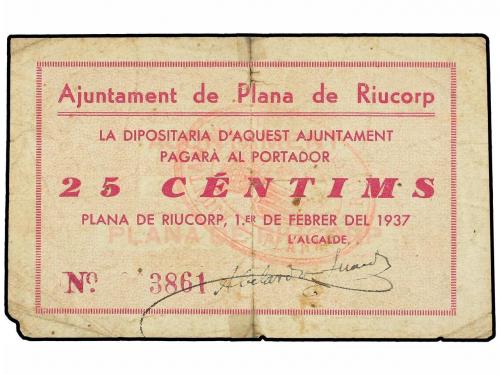 Ajuntament de Plana de Riucorp
LA DIPOSITARIA D'AQUEST AJUNTAMENT
PAGARÀ AL PORTADOR
25 CÉNTIMS
PLANA DE RIUCORP, 1.ER DE FEBRER DEL 1937
L'ALCALDE,
Nº 3861